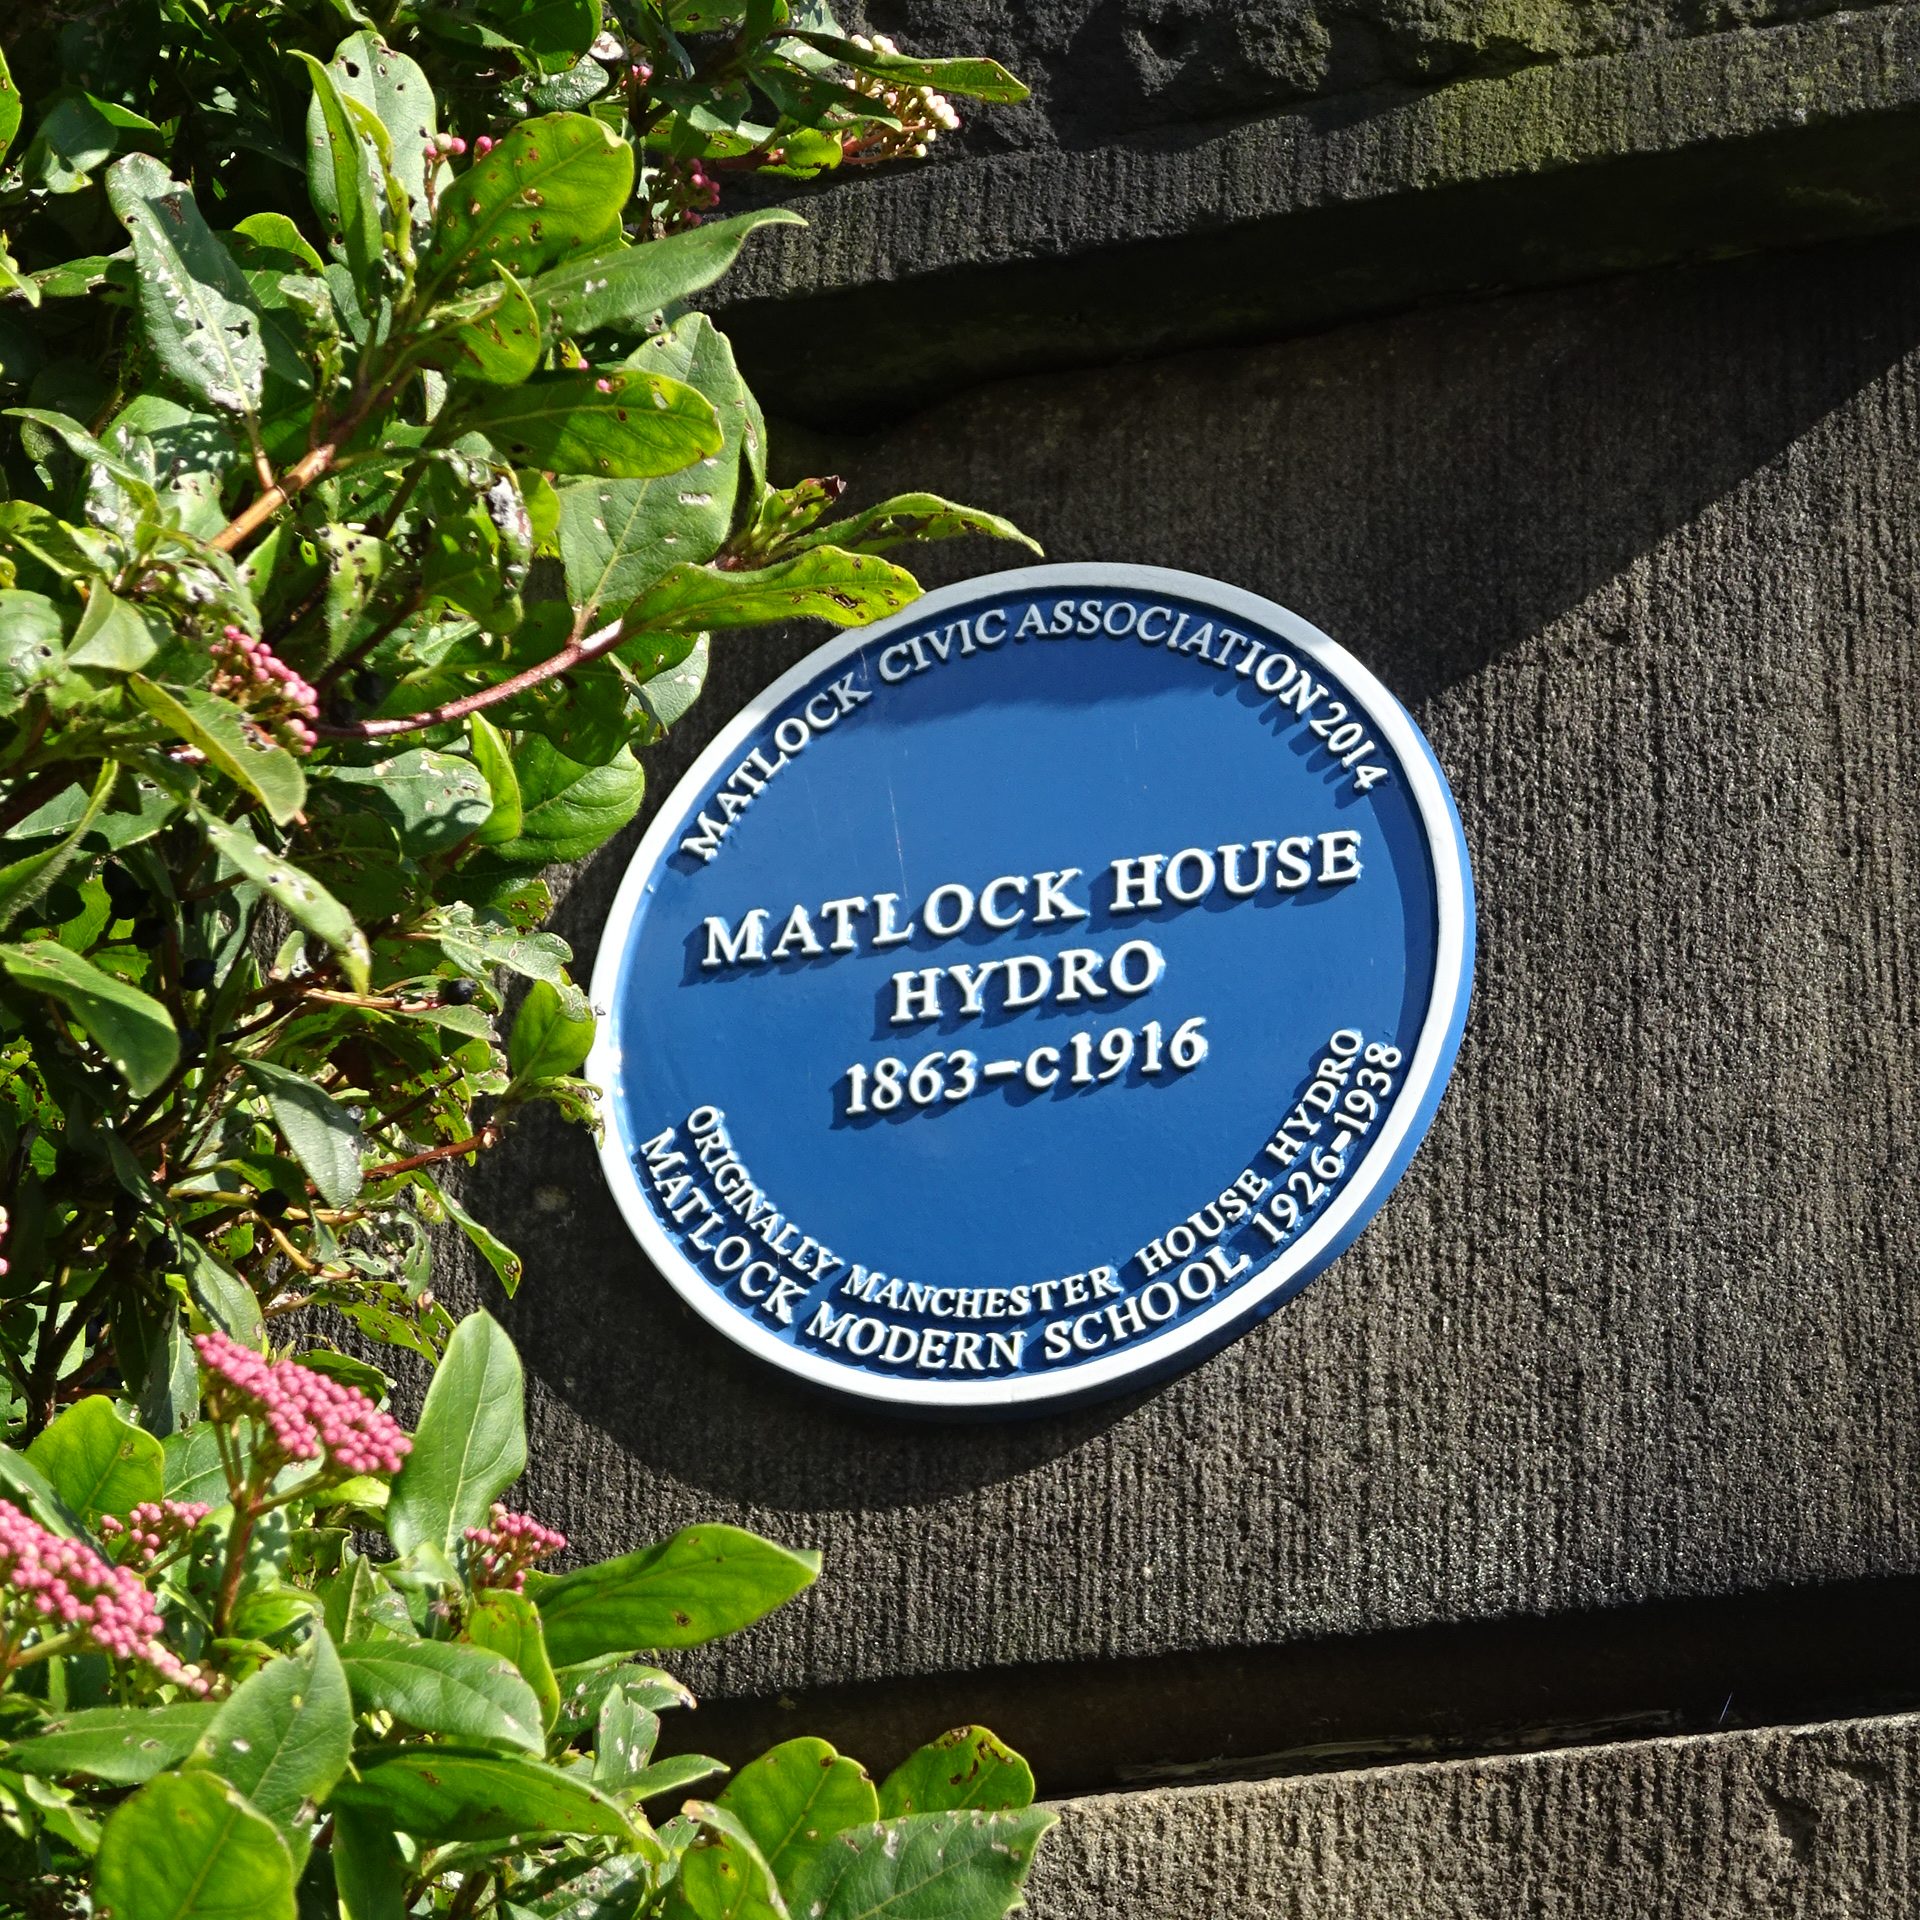 MATLOCK CIVIC ASSOCIATION 2014
MATLOCK HOUSE
HYDRO
1863-c1916
ORIGINALLY MANCHESTER HOUSE HYDRO
MATLOCK MODERN SCHOOL 1926-1938